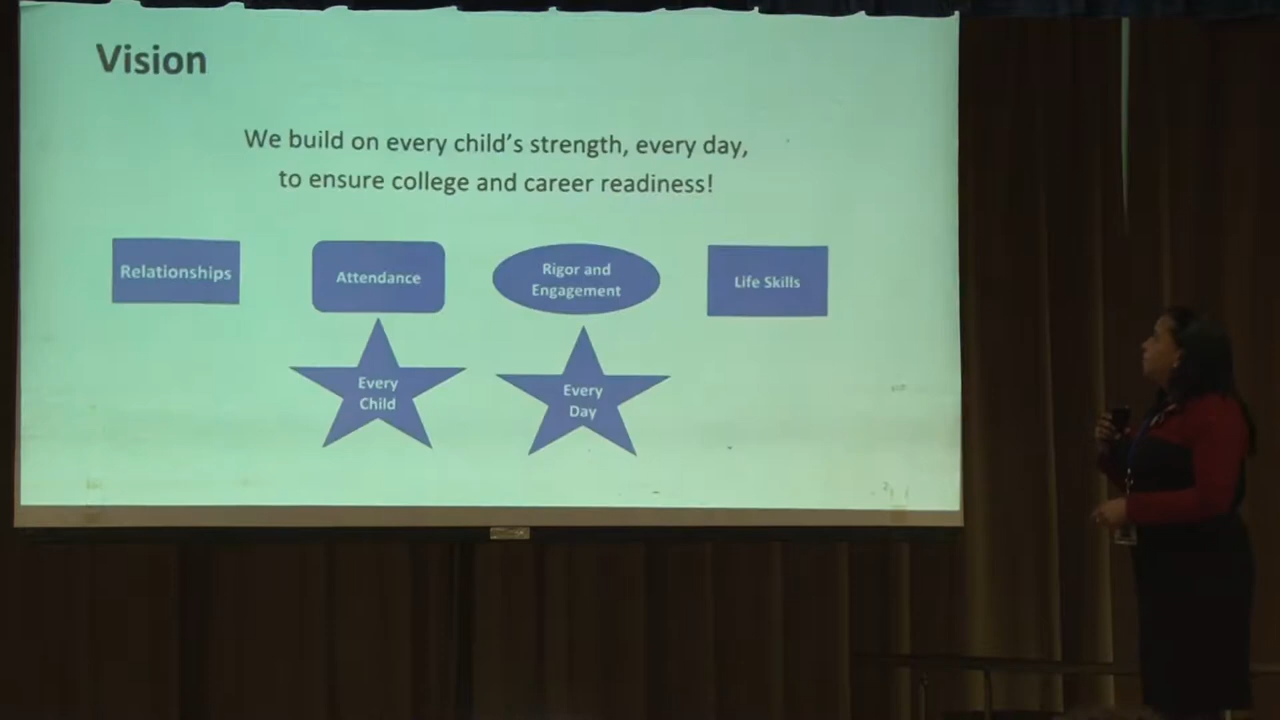 Vision
We build on every child's strength, every day,
to ensure college and career readiness!
Relationships
Attendance
Rigor and
Engagement
Life Skills
Every
Child
Every
Day